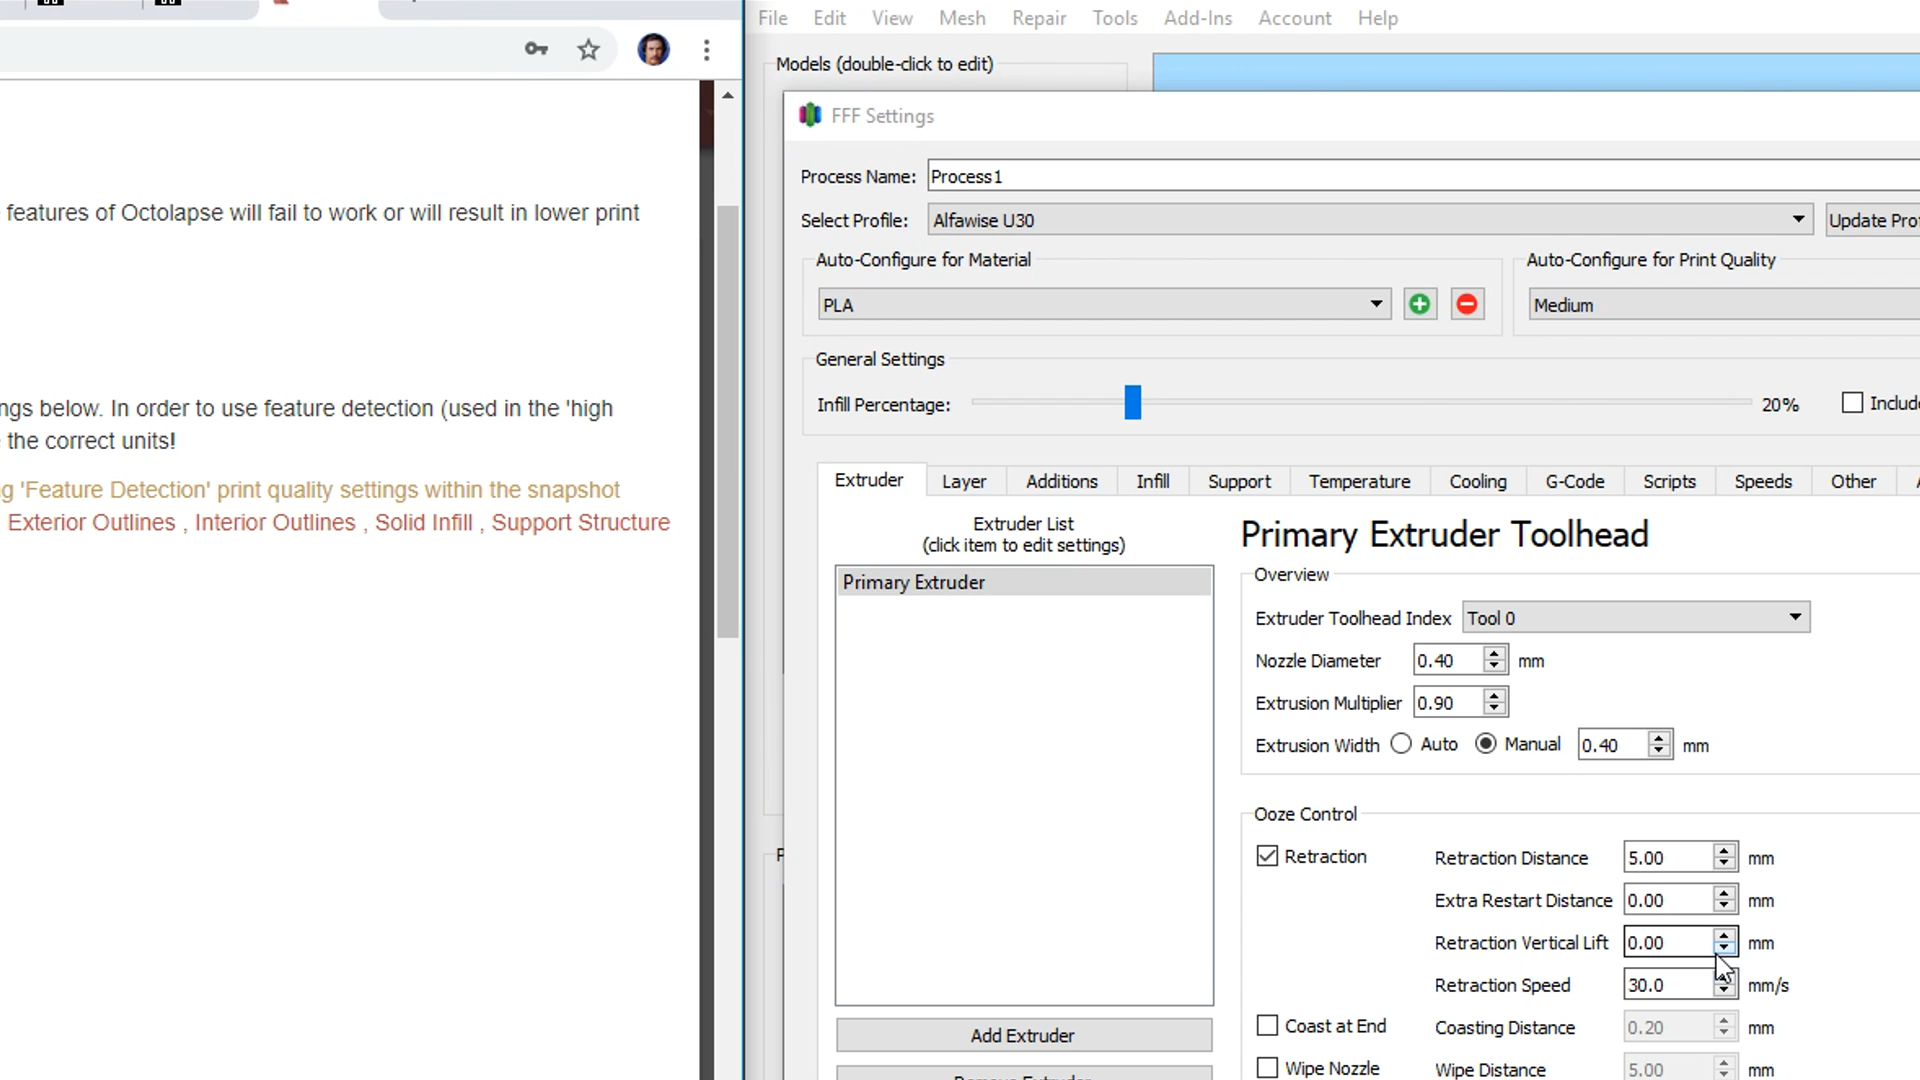 features of Octolapse will fail to work or will result in lower print
ngs below. In order to use feature detection (used in the 'high
the correct units!
g 'Feature Detection' print quality settings within the snapshot
Exterior Outlines , Interior Outlines , Solid Infill , Support Structure
File Edit View Mesh Repair Tools Add-Ins Account Help
Models (double-click to edit)
FFF Settings
Process Name: Process1
Select Profile: Alfawise U30 Update Prof
Auto-Configure for Material Auto-Configure for Print Quality
PLA Medium
General Settings
Infill Percentage: 20% Include
Extruder Layer Additions Infill Support Temperature Cooling G-Code Scripts Speeds Other
Extruder List
(click item to edit settings)
Primary Extruder
Add Extruder
Remove Extruder
Primary Extruder Toolhead
Overview
Extruder Toolhead Index Tool 0
Nozzle Diameter 0.40 mm
Extrusion Multiplier 0.90
Extrusion Width Auto Manual 0.40 mm
Ooze Control
Retraction Retraction Distance 5.00 mm
Extra Restart Distance 0.00 mm
Retraction Vertical Lift 0.00 mm
Retraction Speed 30.0 mm/s
Coast at End Coasting Distance 0.20 mm
Wipe Nozzle Wipe Distance 5.00 mm